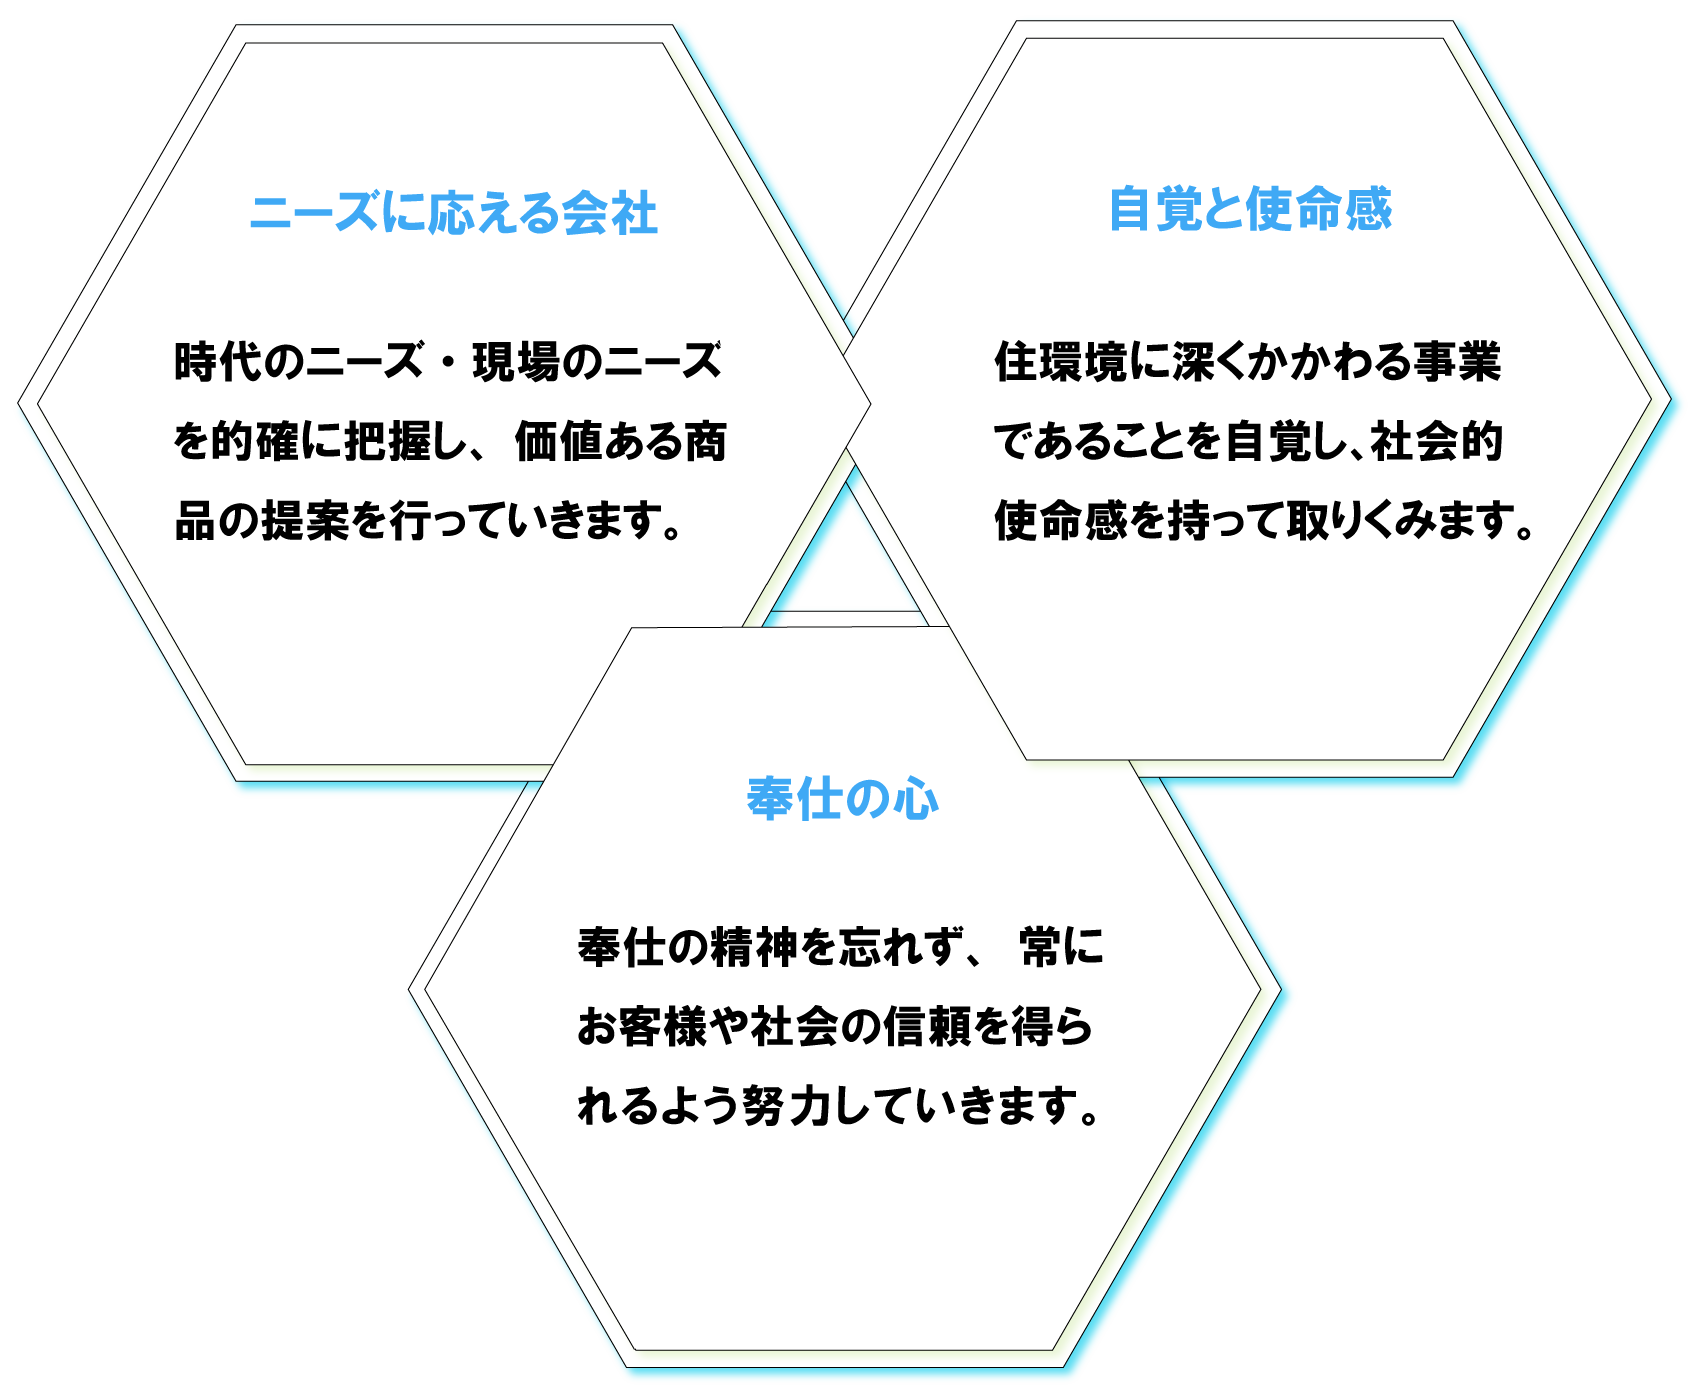 ニーズに応える会社
時代のニーズ・現場のニーズ
を的確に把握し、価値ある商
品の提案を行っていきます。
自覚と使命感
住環境に深くかかわる事業
であることを自覚し、社会的
使命感を持って取りくみます。
奉仕の心
奉仕の精神を忘れず、常に
お客様や社会の信頼を得ら
れるよう努力していきます。